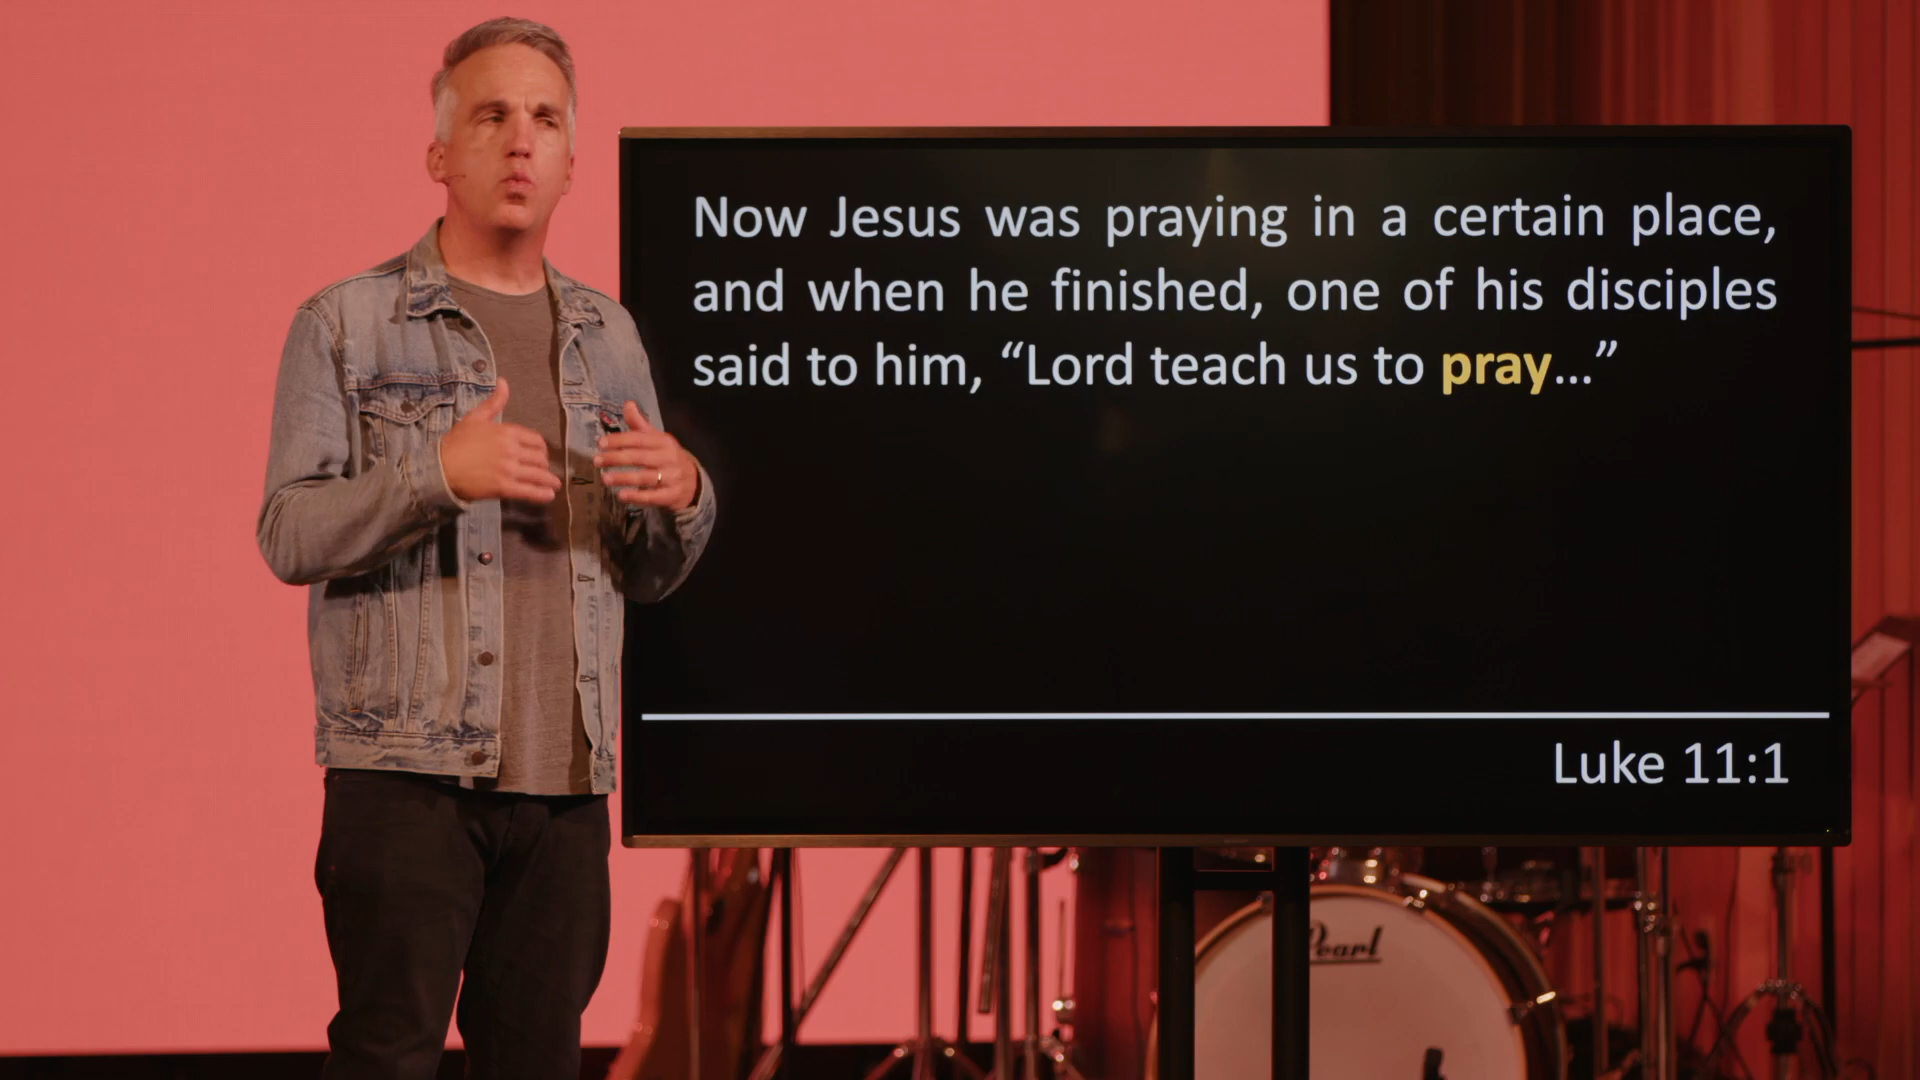 Now Jesus was praying in a certain place,
and when he finished, one of his disciples
said to him, “Lord teach us to pray...”
Luke 11:1
Pearl